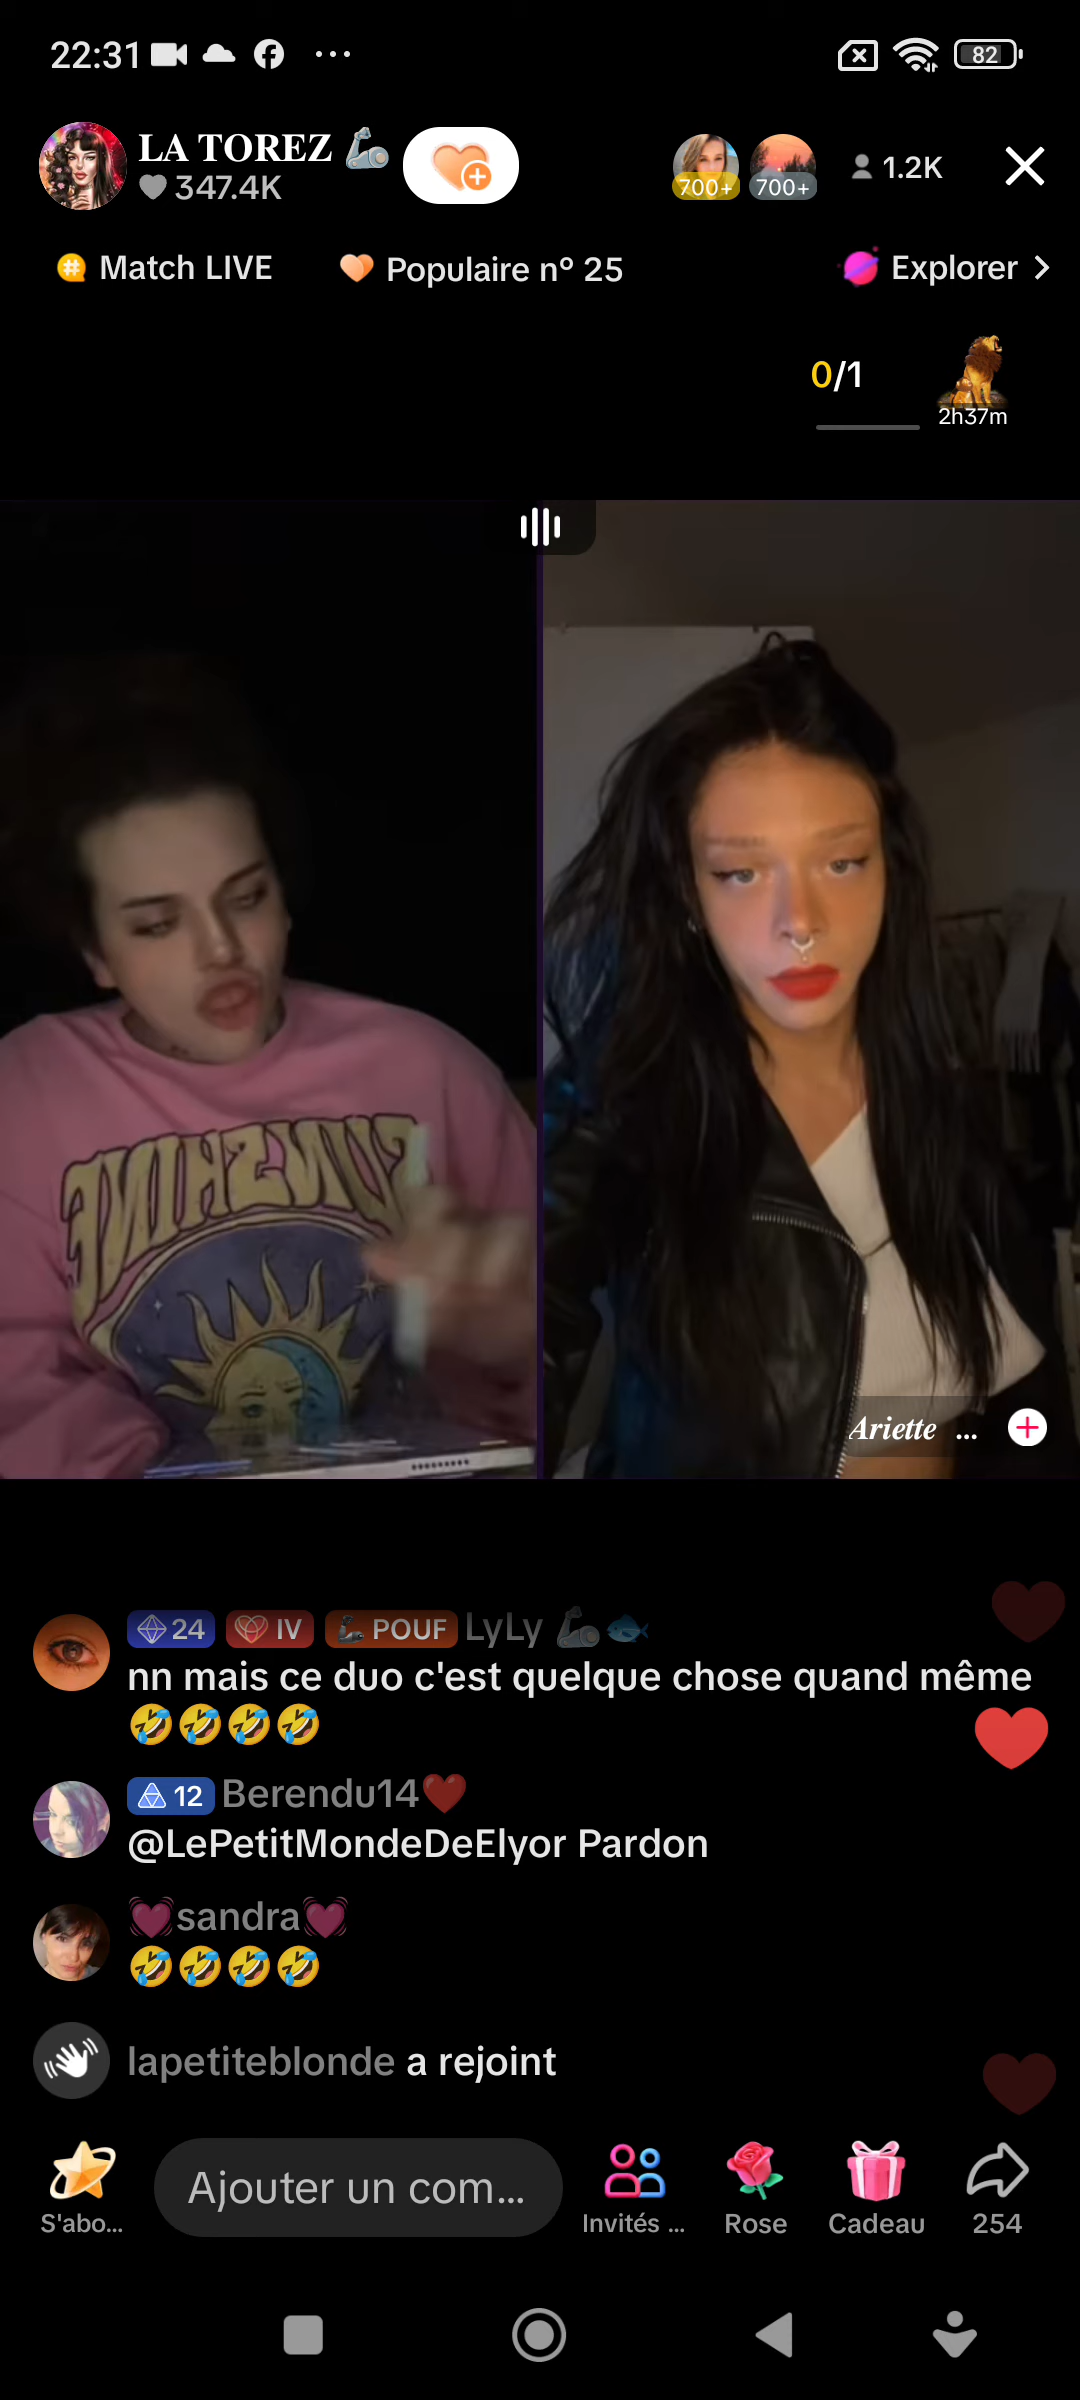 22:31
82
LA TOREZ 🦾
347.4K
700+
700+
1.2K
Match LIVE
Populaire n° 25
Explorer >
0/1
2h37m
SUNSHINE
Ariette ...
24 IV POUF LyLy 🦾🐟
nn mais ce duo c'est quelque chose quand même
🤣🤣🤣🤣
12 Berendu14❤️
@LePetitMondeDeElyor Pardon
💓sandra💓
🤣🤣🤣🤣
lapetiteblonde a rejoint
S'abo...
Ajouter un com...
Invités ...
Rose
Cadeau
254